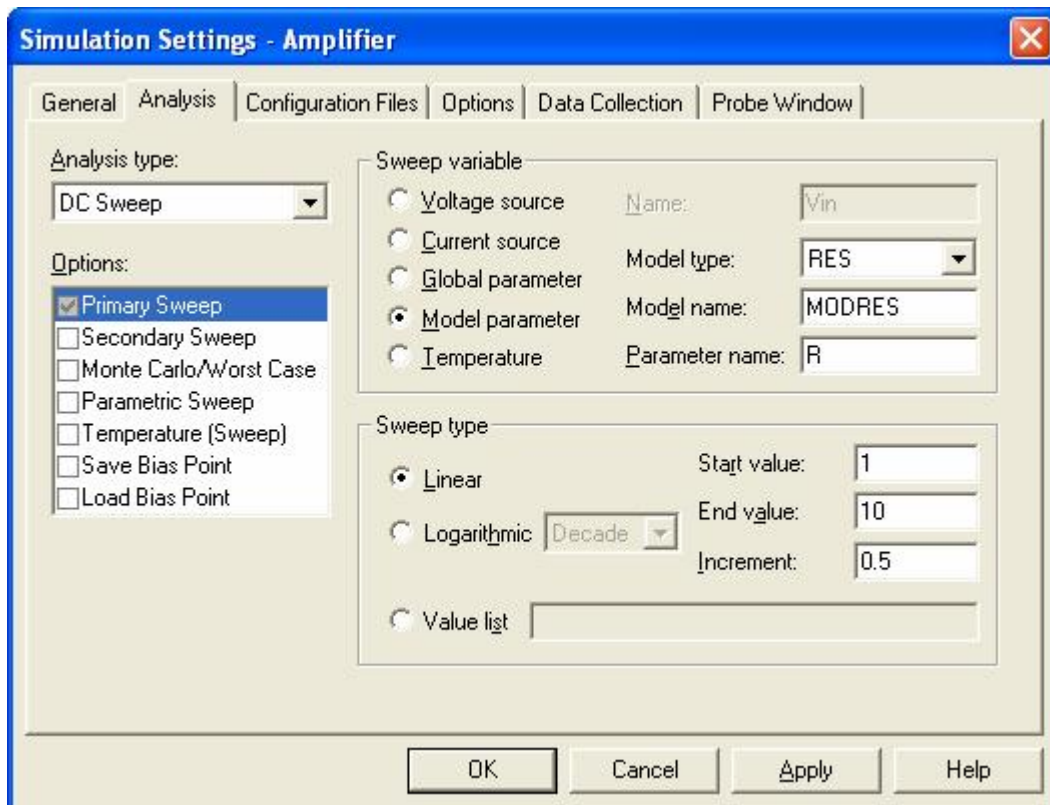 Simulation Settings - Amplifier
General Analysis Configuration Files Options Data Collection Probe Window
Analysis type:
DC Sweep
Options:
Primary Sweep
Secondary Sweep
Monte Carlo/Worst Case
Parametric Sweep
Temperature (Sweep)
Save Bias Point
Load Bias Point
Sweep variable
Voltage source
Current source
Global parameter
Model parameter
Temperature
Name: Vin
Model type: RES
Model name: MODRES
Parameter name: R
Sweep type
Linear
Logarithmic Decade
Value list
Start value: 1
End value: 10
Increment: 0.5
OK Cancel Apply Help